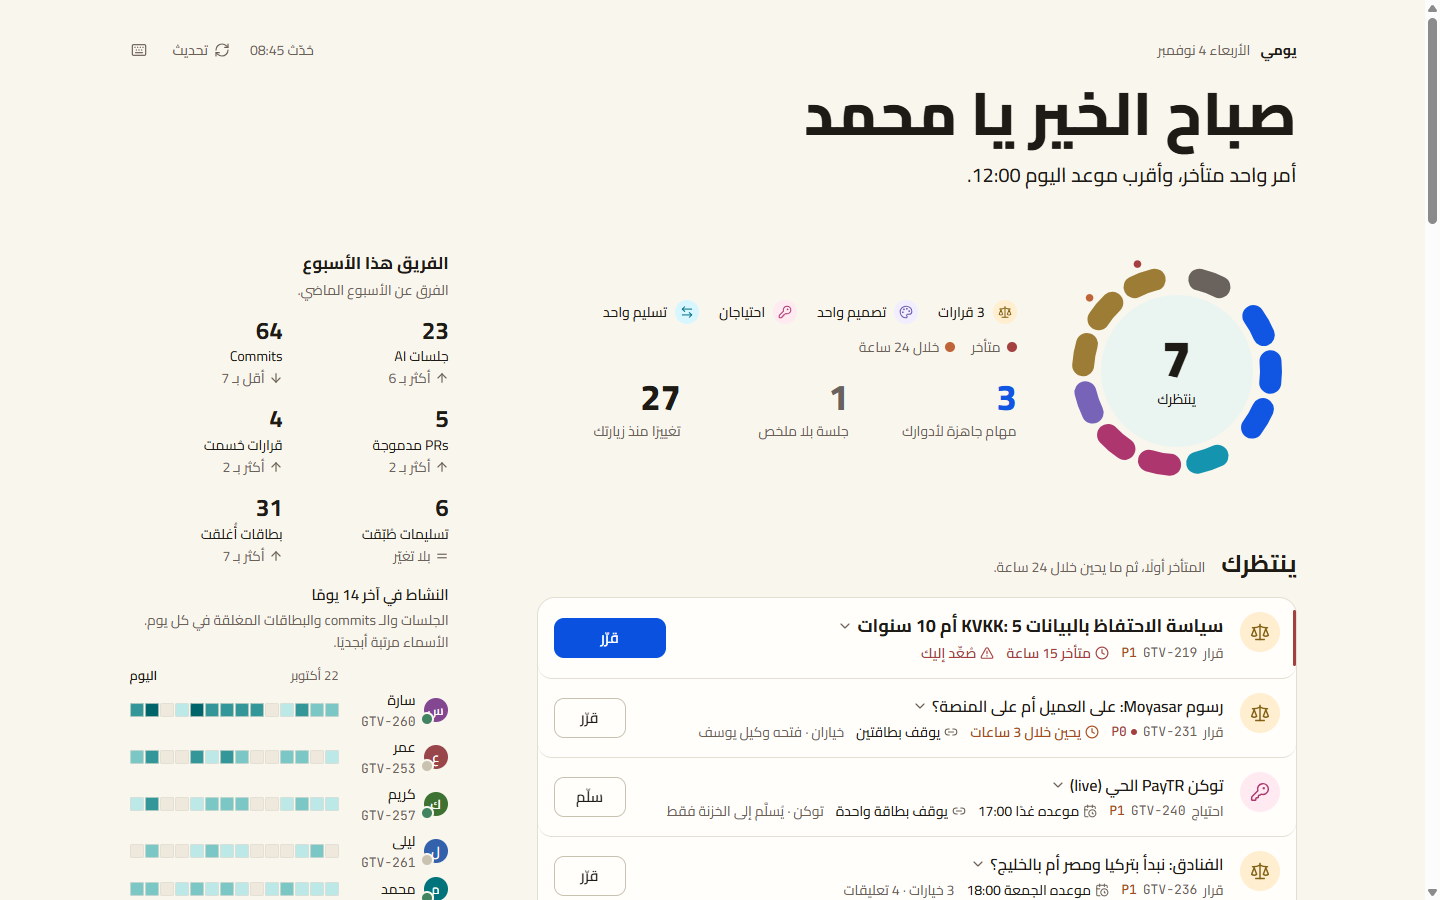 يومي الأربعاء 4 نوفمبر
حُدّث 08:45 تحديث
صباح الخير يا محمد
أمر واحد متأخر، وأقرب موعد اليوم 12:00.
7
ينتظرك
3 قرارات تصميم واحد احتياجان تسليم واحد
متأخر خلال 24 ساعة
3 1 27
مهام جاهزة لأدوارك جلسة بلا ملخص تغييرًا منذ زيارتك
ينتظرك المتأخر أولًا، ثم ما يحين خلال 24 ساعة.
سياسة الاحتفاظ بالبيانات KVKK: 5 أم 10 سنوات
قرار GTV-219 P1 متأخر 15 ساعة صُعّد إليك
قرّر
رسوم Moyasar: على العميل أم على المنصة؟
قرار GTV-231 P0 يحين خلال 3 ساعات يوقف بطاقتين خياران · فتحه وكيل يوسف
قرّر
توكن PayTR الحي (live)
احتياج GTV-240 P1 موعده غدًا 17:00 يوقف بطاقة واحدة توكن · يُسلَّم إلى الخزنة فقط
سلّم
الفنادق: نبدأ بتركيا ومصر أم بالخليج؟
قرار GTV-236 P1 موعده الجمعة 18:00 3 خيارات · 4 تعليقات
قرّر
الفريق هذا الأسبوع
الفرق عن الأسبوع الماضي.
23 64
جلسات AI Commits
أكثر بـ 6 أقل بـ 7
5 4
PRs مدموجة قرارات حُسمت
أكثر بـ 2 أكثر بـ 2
6 31
تسليمات طُبّقت بطاقات أُغلقت
بلا تغيّر أكثر بـ 7
النشاط في آخر 14 يومًا
الجلسات والـ commits والبطاقات المغلقة في كل يوم.
الأسماء مرتبة أبجديًا.
22 أكتوبر اليوم
س سارة
GTV-260
ع عمر
GTV-253
ك كريم
GTV-257
ل ليلى
GTV-261
م محمد